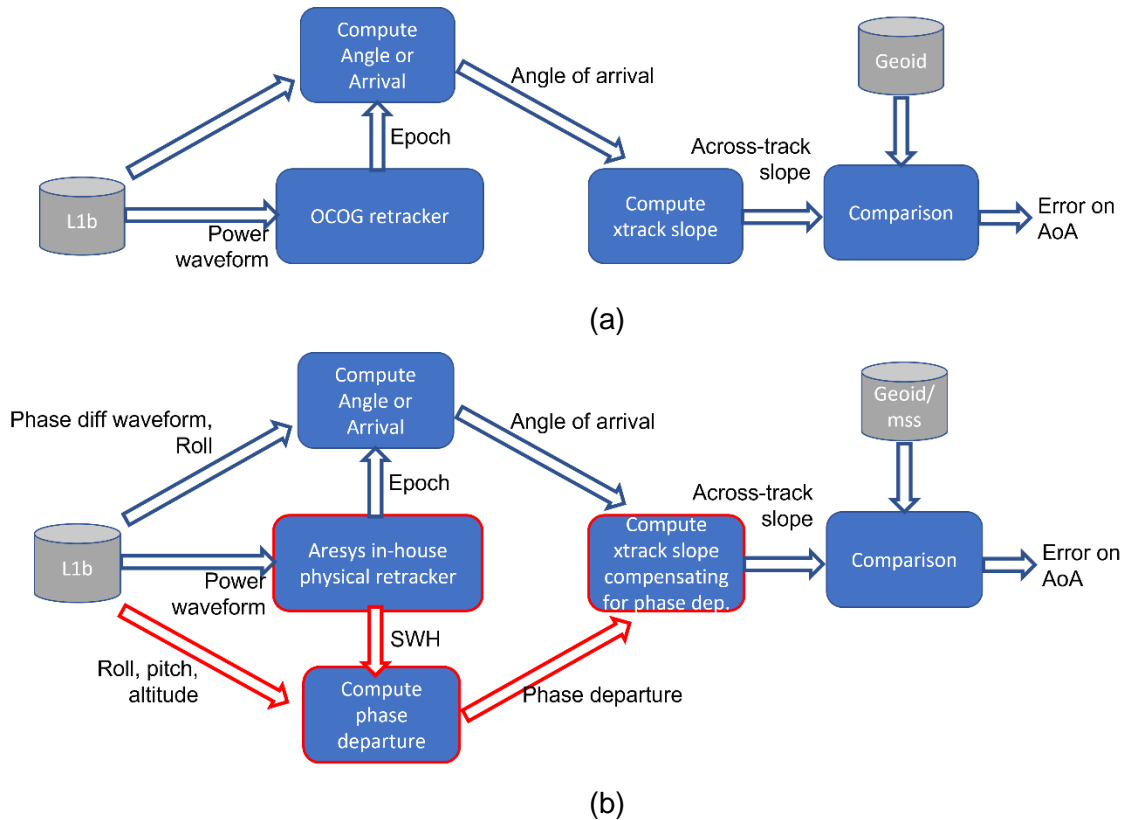 Compute
Angle or
Arrival
Angle of arrival
Geoid
Epoch
Across-track
slope
L1b
OCOG retracker
Compute
xtrack slope
Comparison
Error on
AoA
Power
waveform
(a)
Compute
Angle or
Arrival
Geoid/
mss
Phase diff waveform,
Roll
Angle of arrival
Epoch
Across-track
slope
L1b
Aresys in-house
physical retracker
Compute
xtrack slope
compensating
for phase dep.
Comparison
Error on
AoA
Power
waveform
SWH
Roll, pitch,
altitude
Compute
phase
departure
Phase departure
(b)